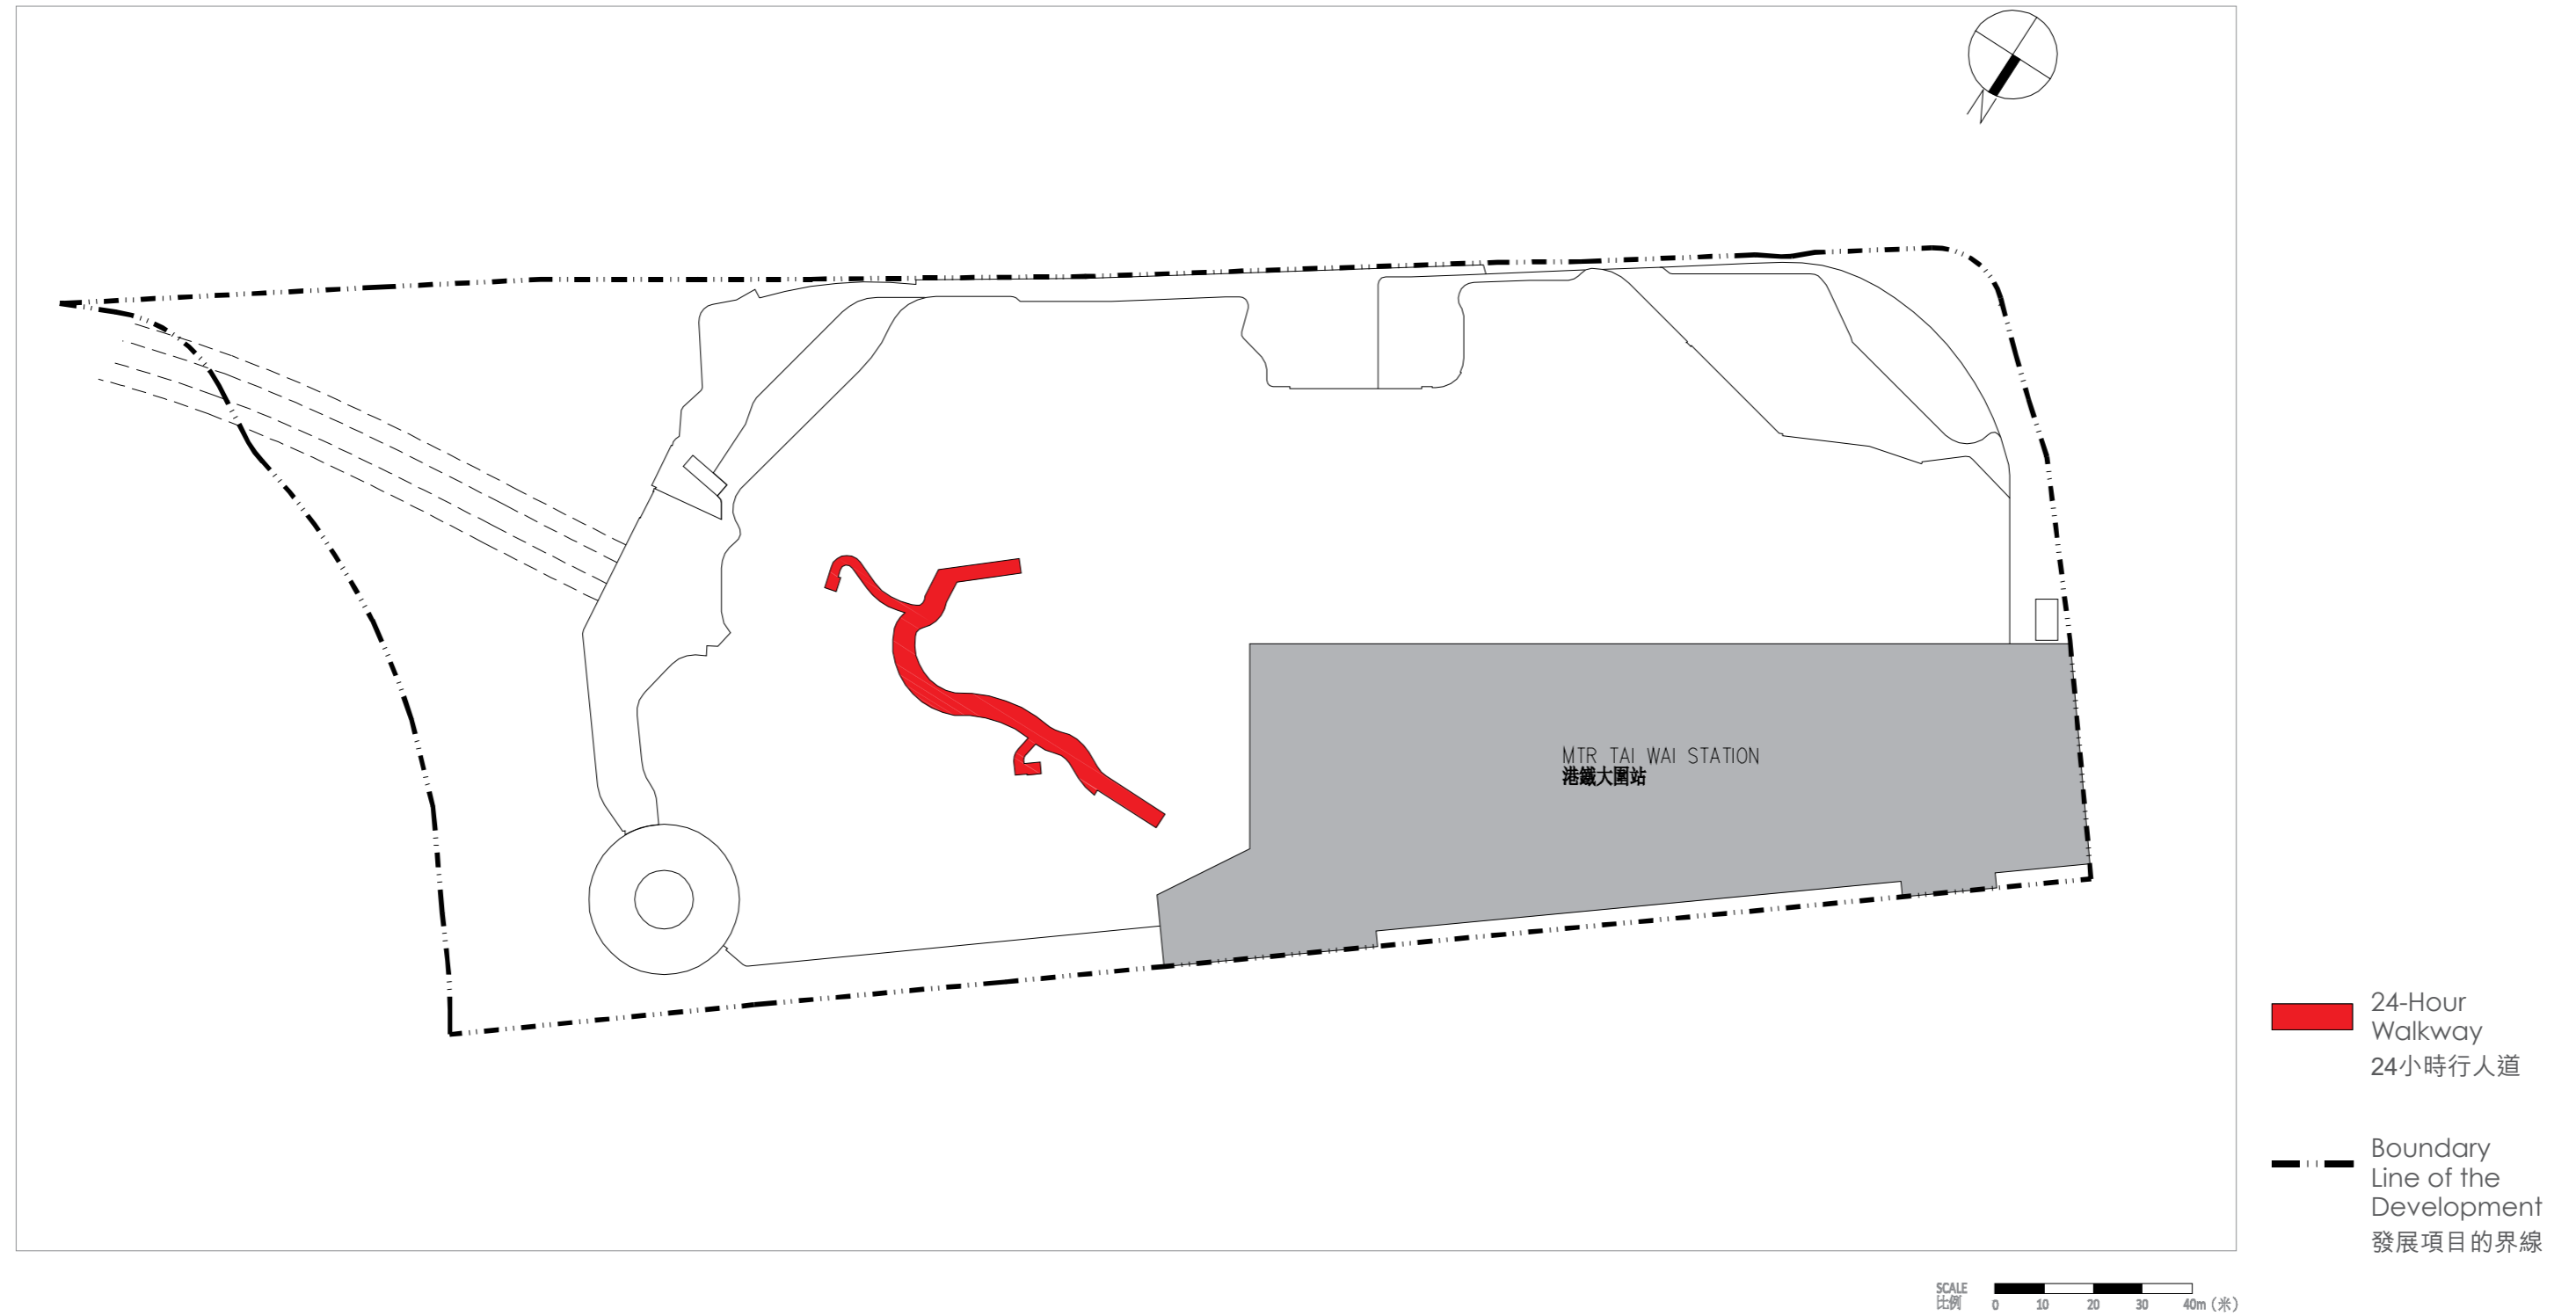 MTR TAI WAI STATION
港鐵大圍站
24-Hour
Walkway
24小時行人道
Boundary
Line of the
Development
發展項目的界線
SCALE
比例
0 10 20 30 40m (米)
N